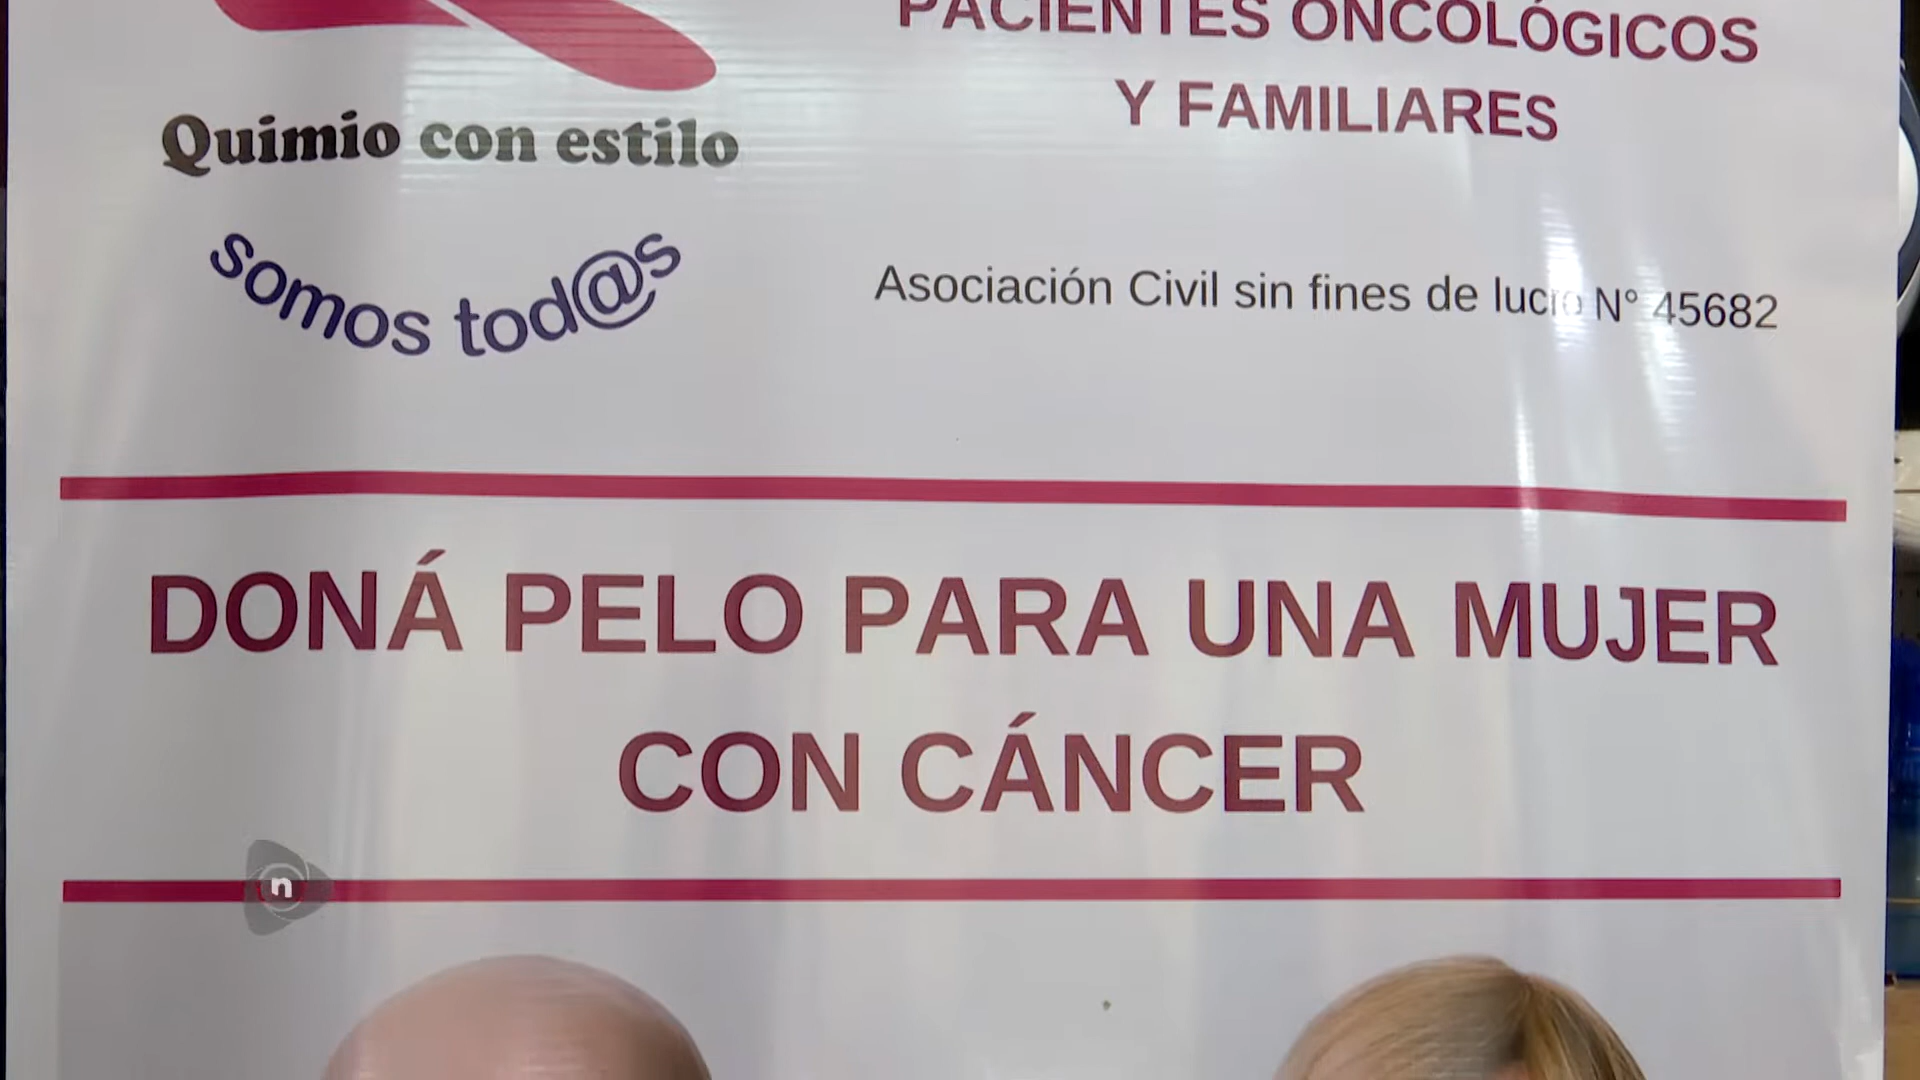 PACIENTES ONCOLÓGICOS
Y FAMILIARES
Quimio con estilo
somos tod@s
Asociación Civil sin fines de lucro N° 45682
DONÁ PELO PARA UNA MUJER
CON CÁNCER
n